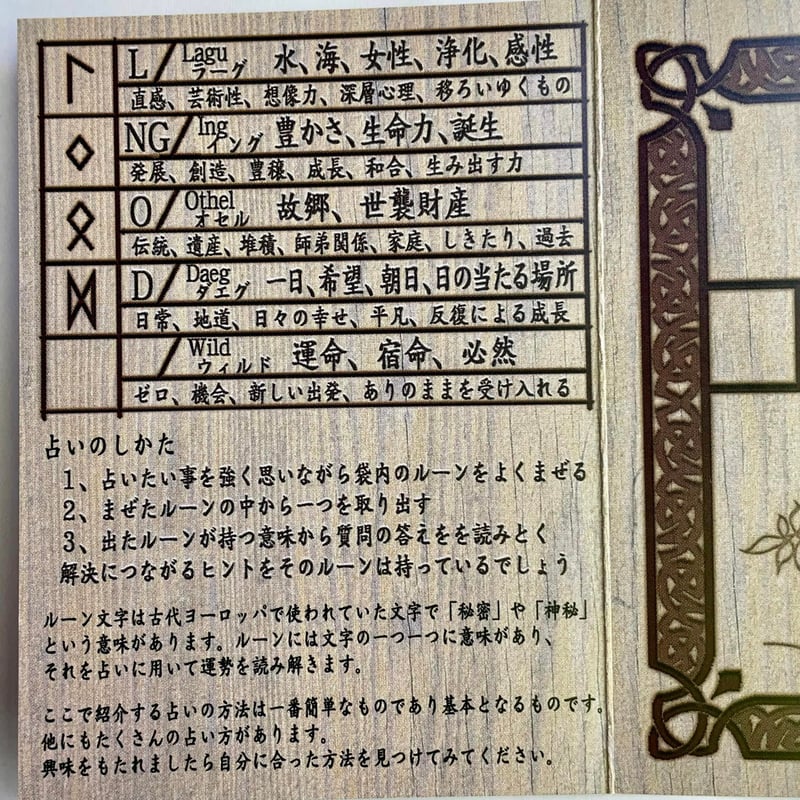 ᛚ L/Lagu ラーグ 水、海、女性、浄化、感性
直感、芸術性、想像力、深層心理、移ろいゆくもの
NG/Ing イング 豊かさ、生命力、誕生
発展、創造、豊穣、成長、和合、生み出す力
ᛟ O/Othel オセル 故郷、世襲財産
伝統、遺産、堆積、師弟関係、家庭、しきたり、過去
ᛞ D/Daeg ダエグ 一日、希望、朝日、日の当たる場所
日常、地道、日々の幸せ、平凡、反復による成長
/Wild ウィルド 運命、宿命、必然
ゼロ、機会、新しい出発、ありのままを受け入れる
占いのしかた
1、占いたい事を強く思いながら袋内のルーンをよくまぜる
2、まぜたルーンの中から一つを取り出す
3、出たルーンが持つ意味から質問の答えをを読みとく
解決につながるヒントをそのルーンは持っているでしょう
ルーン文字は古代ヨーロッパで使われていた文字で「秘密」や「神秘」
という意味があります。ルーンには文字の一つ一つに意味があり、
それを占いに用いて運勢を読み解きます。
ここで紹介する占いの方法は一番簡単なものであり基本となるものです。
他にもたくさんの占い方があります。
興味をもたれましたら自分に合った方法を見つけてみてください。